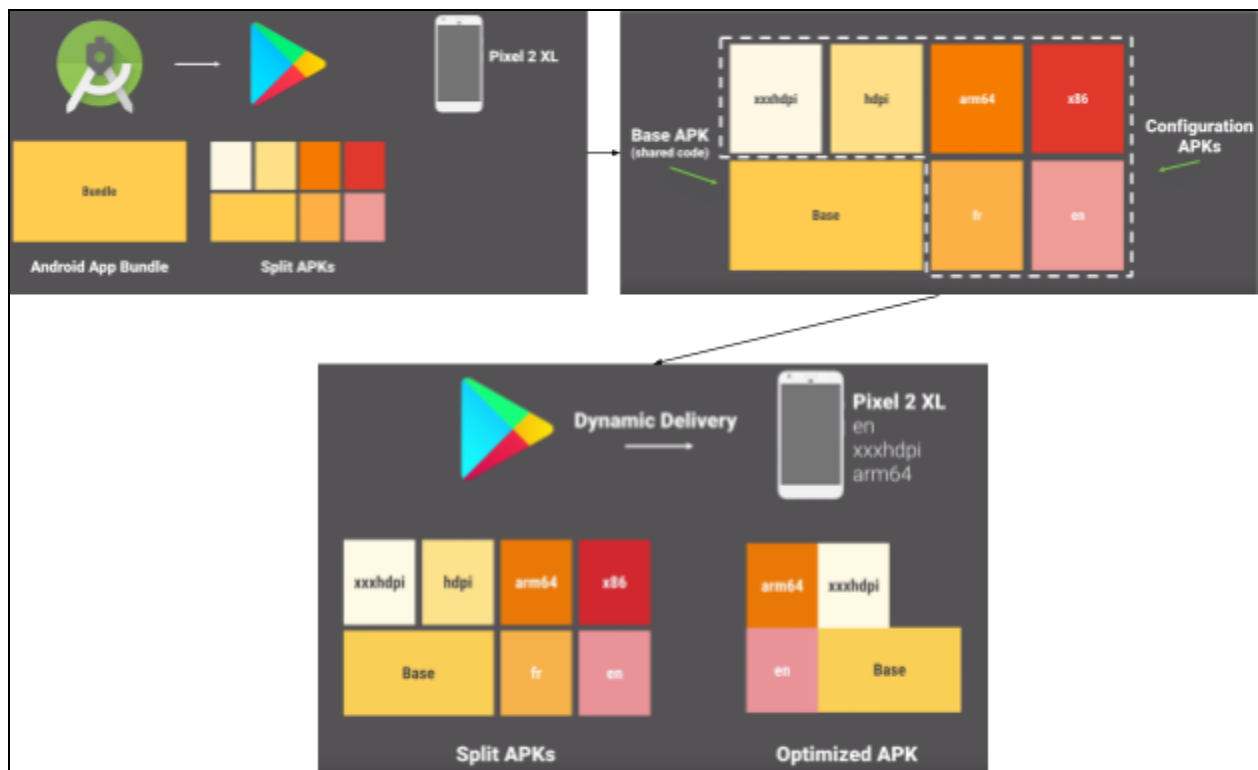 Pixel 2 XL
Bundle
Android App Bundle
Split APKs
xxxhdpi
hdpi
arm64
x86
Base APK
(shared code)
Configuration
APKs
Base
fr
en
Dynamic Delivery
Pixel 2 XL
en
xxxhdpi
arm64
xxxhdpi
hdpi
arm64
x86
arm64
xxxhdpi
Base
fr
en
en
Base
Split APKs
Optimized APK